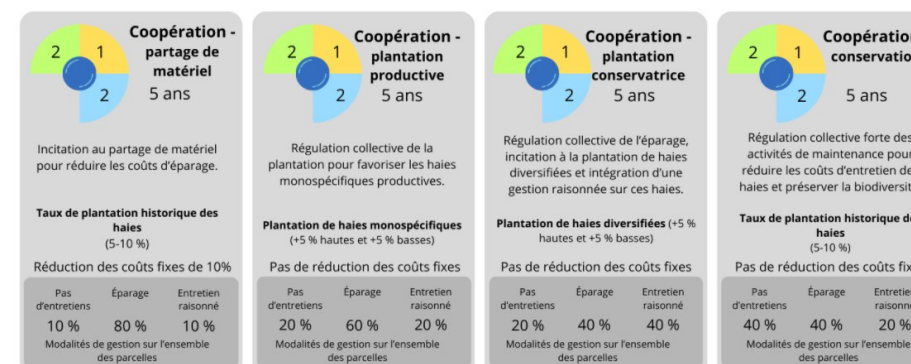 2 1
2
Coopération -
partage de
matériel
5 ans
Incitation au partage de matériel
pour réduire les coûts d'éparage.
Taux de plantation historique des
haies
(5-10 %)
Réduction des coûts fixes de 10%
Pas
d'entretiens
Éparage
Entretien
raisonné
10 % 80 % 10 %
Modalités de gestion sur l'ensemble
des parcelles
2 1
2
Coopération -
plantation
productive
5 ans
Régulation collective de la
plantation pour favoriser les haies
monospécifiques productives.
Plantation de haies monospécifiques
(+5 % hautes et +5 % basses)
Pas de réduction des coûts fixes
Pas
d'entretiens
Éparage
Entretien
raisonné
20 % 60 % 20 %
Modalités de gestion sur l'ensemble
des parcelles
2 1
2
Coopération -
plantation
conservatrice
5 ans
Régulation collective de l'éparage,
incitation à la plantation de haies
diversifiées et intégration d'une
gestion raisonnée sur ces haies.
Plantation de haies diversifiées (+5 %
hautes et +5 % basses)
Pas de réduction des coûts fixes
Pas
d'entretiens
Éparage
Entretien
raisonné
20 % 40 % 40 %
Modalités de gestion sur l'ensemble
des parcelles
2 1
2
5 ans
Régulation collective forte des
activités de maintenance pour
réduire les coûts d'entretien
haies et préserver la
Taux de plantation historique
haies
(5-10 %)
Pas de réduction des coûts
Pas
d'entretiens
Éparage
40 % 40 % 20 %
Modalités de gestion sur l'ensemble
des parcelles